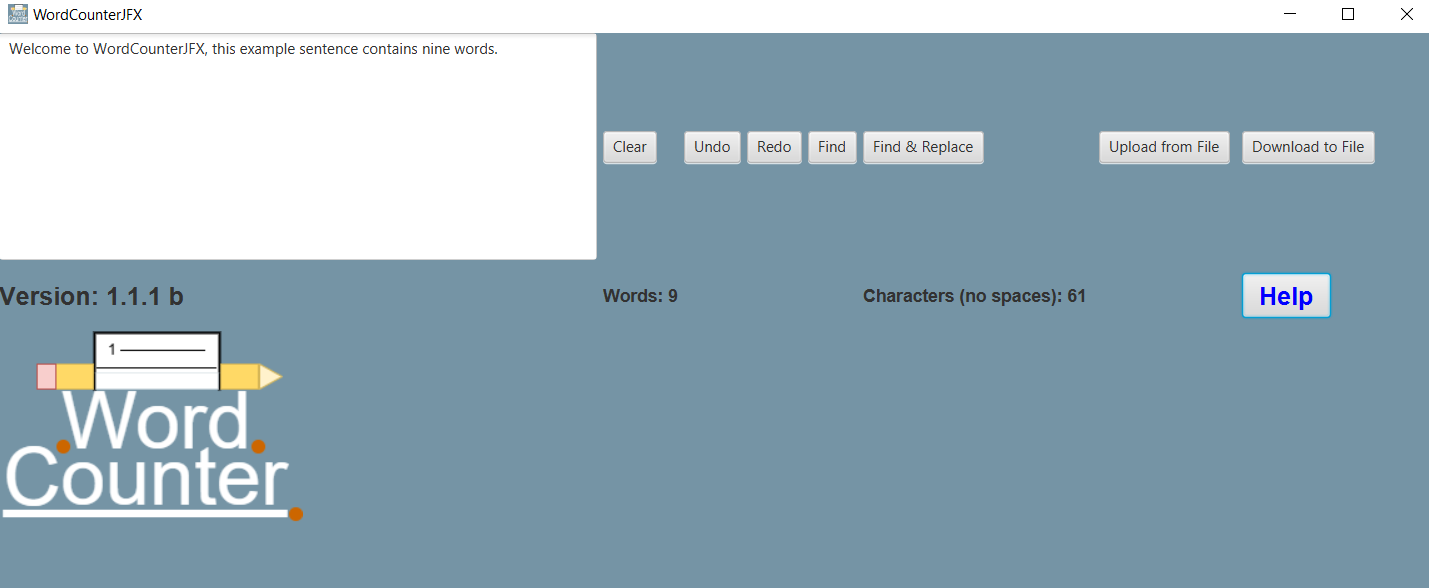 WordCounterJFX
Welcome to WordCounterJFX, this example sentence contains nine words.
Clear Undo Redo Find Find & Replace Upload from File Download to File
Version: 1.1.1 b Words: 9 Characters (no spaces): 61 Help
1
Word
Counter